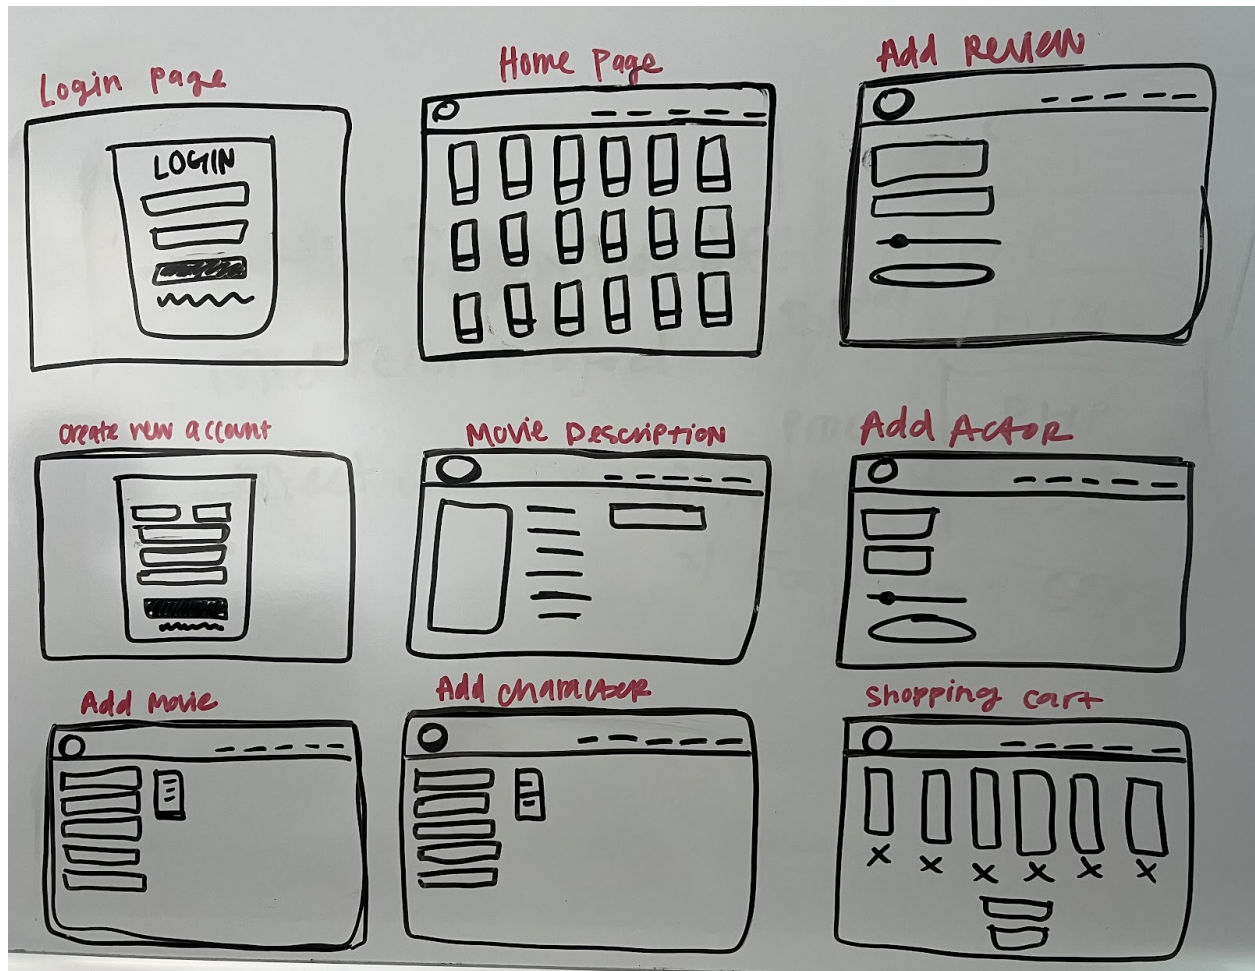 Login Page
Home Page
Add Review
LOGIN
create new account
Movie Description
Add Actor
Add Movie
Add character
Shopping cart